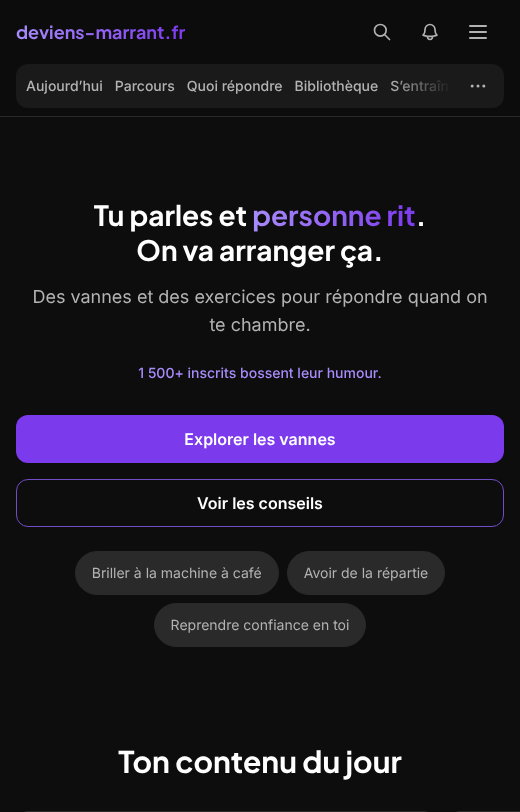 deviens-marrant.fr
Aujourd’hui Parcours Quoi répondre Bibliothèque S’entraîn
Tu parles et personne rit.
On va arranger ça.
Des vannes et des exercices pour répondre quand on
te chambre.
1 500+ inscrits bossent leur humour.
Explorer les vannes
Voir les conseils
Briller à la machine à café Avoir de la répartie
Reprendre confiance en toi
Ton contenu du jour